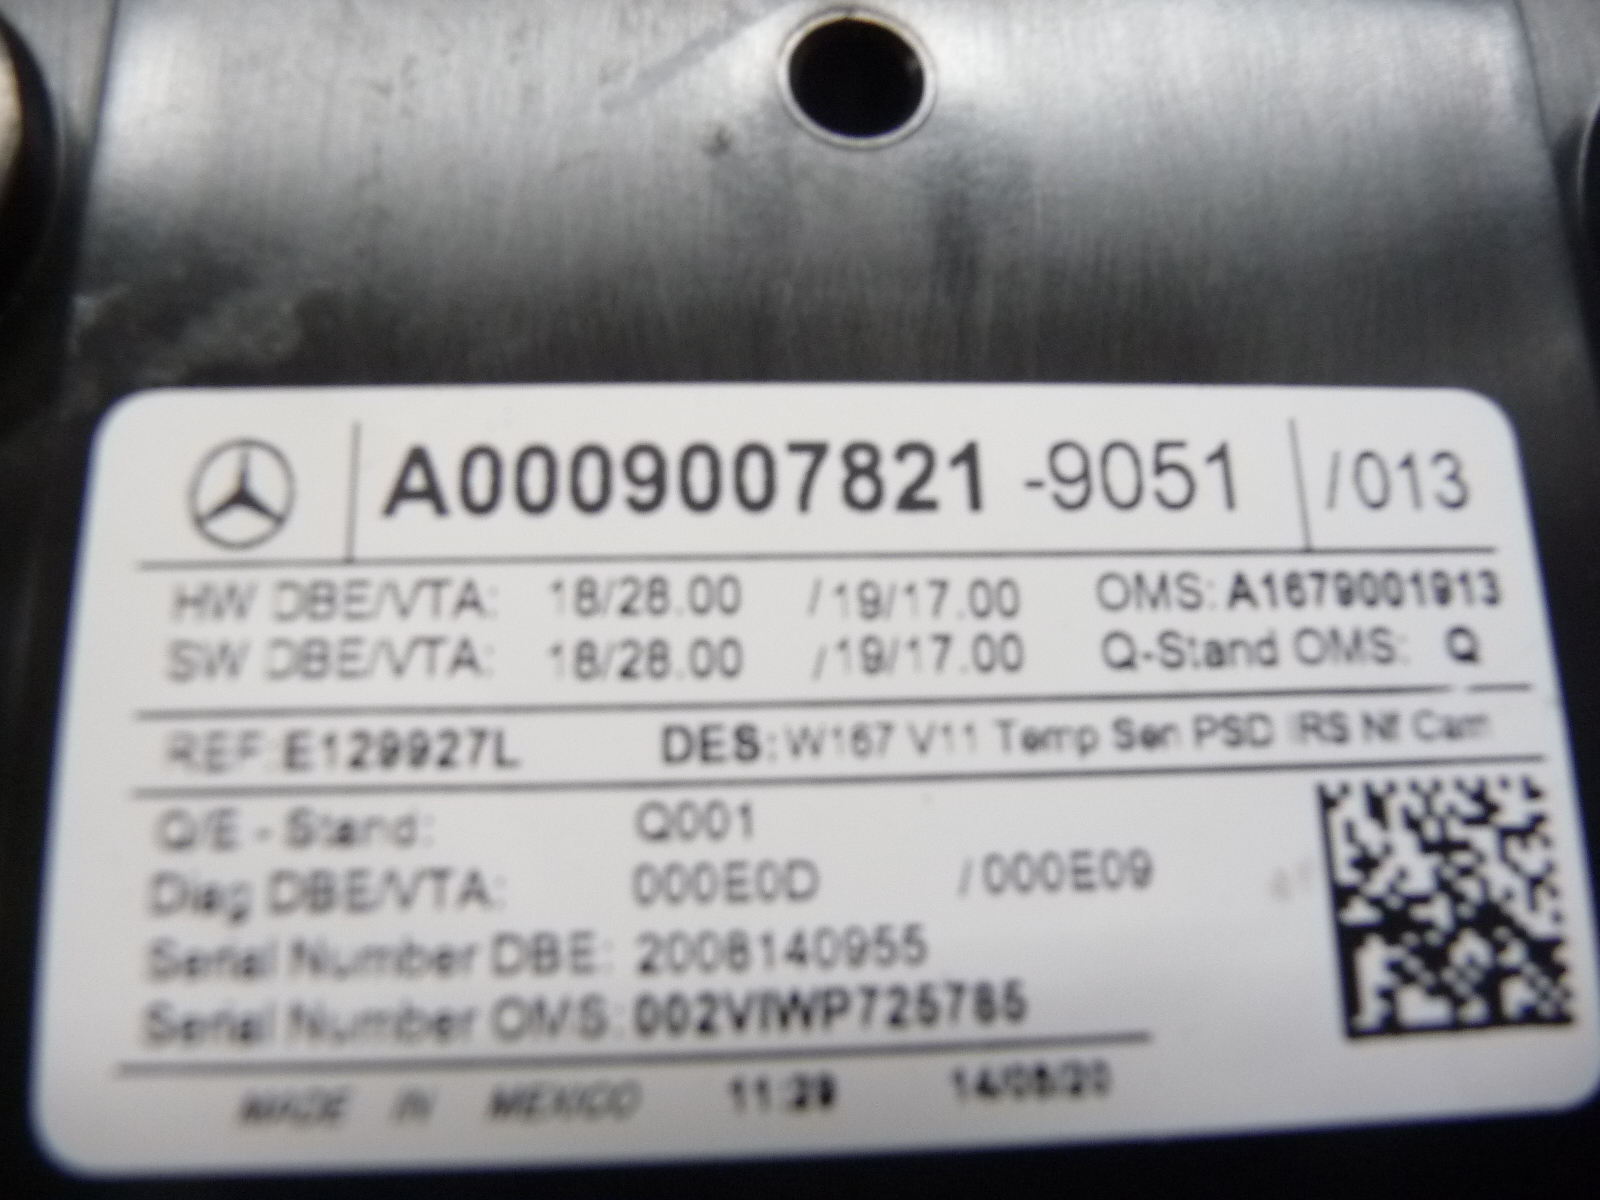 A0009007821 -9051 /013
HW DBE/VTA: 18/28.00 /19/17.00 OMS: A1679001913
SW DBE/VTA: 18/28.00 /19/17.00 Q-Stand OMS: Q
REF: E129927L DES: W167 V11 Temp Sen PSD IRS Nf Cam
Q/E - Stand: Q001
Diag DBE/VTA: 000E0D /000E09
Serial Number DBE: 2008140955
Serial Number OMS: 002VIWP725785
MADE IN MEXICO 11:29 14/08/20